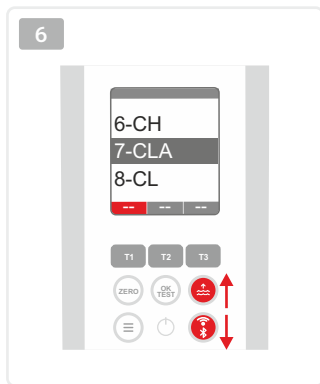 6
6-CH
7-CLA
8-CL
-- -- --
T1 T2 T3
ZERO OK TEST